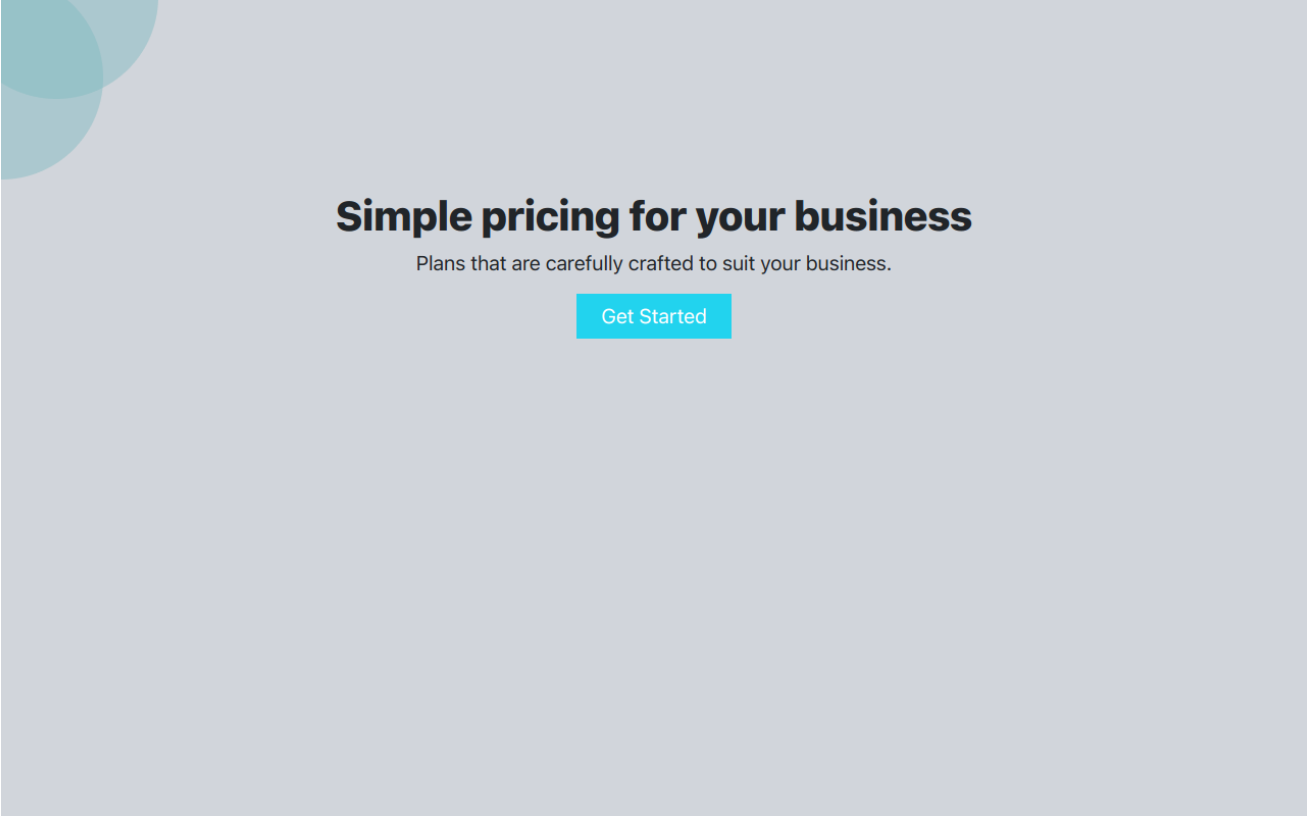 Simple pricing for your business
Plans that are carefully crafted to suit your business.
Get Started